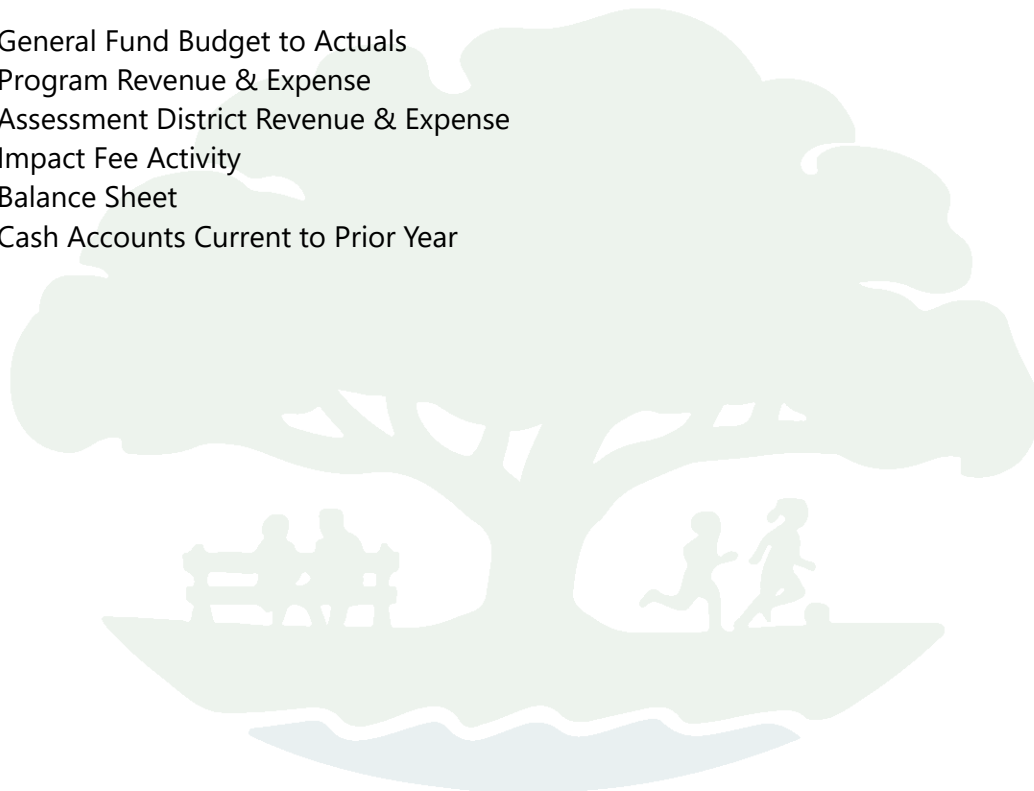 General Fund Budget to Actuals
Program Revenue & Expense
Assessment District Revenue & Expense
Impact Fee Activity
Balance Sheet
Cash Accounts Current to Prior Year